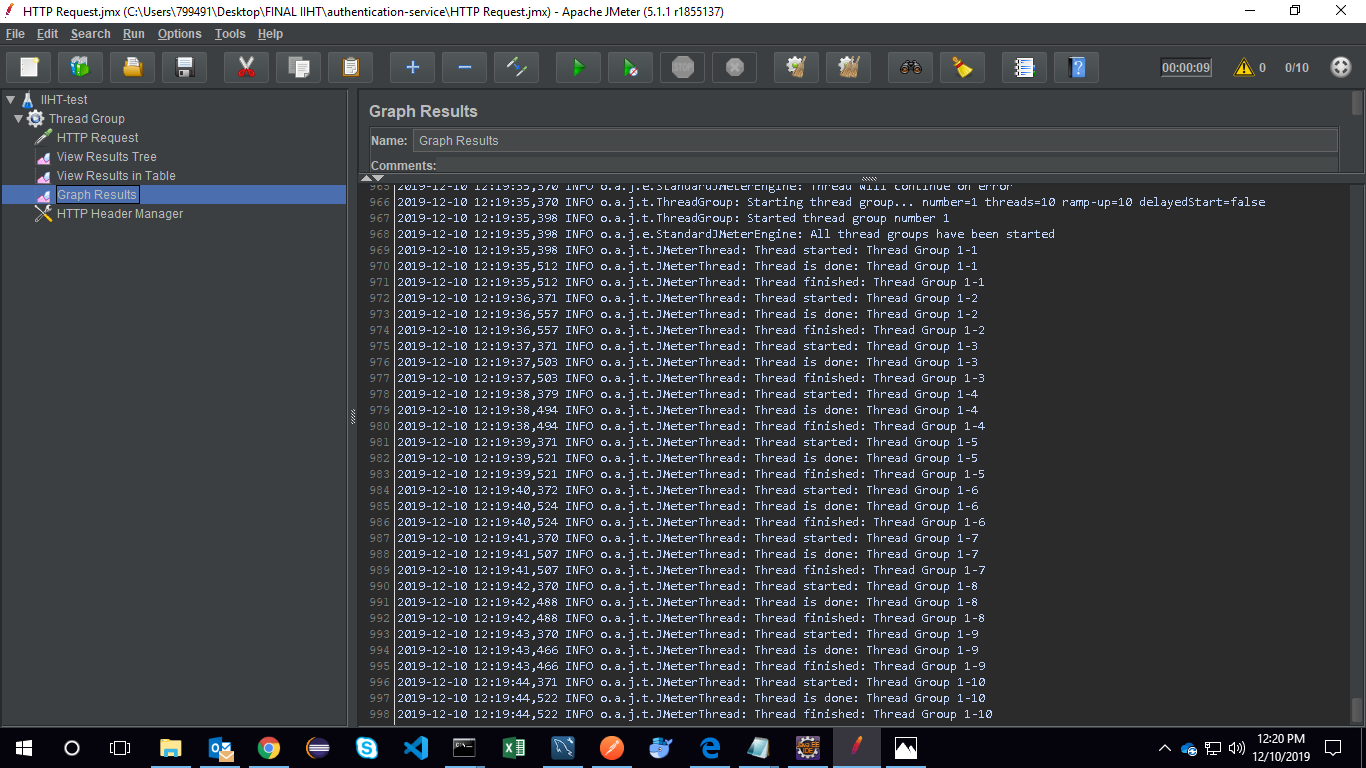 HTTP Request.jmx (C:\Users\799491\Desktop\FINAL IIHT\authentication-service\HTTP Request.jmx) - Apache JMeter (5.1.1 r1855137)
File Edit Search Run Options Tools Help
STOP
00:00:09
0
0/10
IIHT-test
Thread Group
HTTP Request
View Results Tree
View Results in Table
Graph Results
HTTP Header Manager
Graph Results
Name: Graph Results
Comments:
965 2019-12-10 12:19:35,370 INFO o.a.j.e.StandardJMeterEngine: Thread will continue on error
966 2019-12-10 12:19:35,370 INFO o.a.j.t.ThreadGroup: Starting thread group... number=1 threads=10 ramp-up=10 delayedStart=false
967 2019-12-10 12:19:35,398 INFO o.a.j.t.ThreadGroup: Started thread group number 1
968 2019-12-10 12:19:35,398 INFO o.a.j.e.StandardJMeterEngine: All thread groups have been started
969 2019-12-10 12:19:35,398 INFO o.a.j.t.JMeterThread: Thread started: Thread Group 1-1
970 2019-12-10 12:19:35,512 INFO o.a.j.t.JMeterThread: Thread is done: Thread Group 1-1
971 2019-12-10 12:19:35,512 INFO o.a.j.t.JMeterThread: Thread finished: Thread Group 1-1
972 2019-12-10 12:19:36,371 INFO o.a.j.t.JMeterThread: Thread started: Thread Group 1-2
973 2019-12-10 12:19:36,557 INFO o.a.j.t.JMeterThread: Thread is done: Thread Group 1-2
974 2019-12-10 12:19:36,557 INFO o.a.j.t.JMeterThread: Thread finished: Thread Group 1-2
975 2019-12-10 12:19:37,371 INFO o.a.j.t.JMeterThread: Thread started: Thread Group 1-3
976 2019-12-10 12:19:37,503 INFO o.a.j.t.JMeterThread: Thread is done: Thread Group 1-3
977 2019-12-10 12:19:37,503 INFO o.a.j.t.JMeterThread: Thread finished: Thread Group 1-3
978 2019-12-10 12:19:38,379 INFO o.a.j.t.JMeterThread: Thread started: Thread Group 1-4
979 2019-12-10 12:19:38,494 INFO o.a.j.t.JMeterThread: Thread is done: Thread Group 1-4
980 2019-12-10 12:19:38,494 INFO o.a.j.t.JMeterThread: Thread finished: Thread Group 1-4
981 2019-12-10 12:19:39,371 INFO o.a.j.t.JMeterThread: Thread started: Thread Group 1-5
982 2019-12-10 12:19:39,521 INFO o.a.j.t.JMeterThread: Thread is done: Thread Group 1-5
983 2019-12-10 12:19:39,521 INFO o.a.j.t.JMeterThread: Thread finished: Thread Group 1-5
984 2019-12-10 12:19:40,372 INFO o.a.j.t.JMeterThread: Thread started: Thread Group 1-6
985 2019-12-10 12:19:40,524 INFO o.a.j.t.JMeterThread: Thread is done: Thread Group 1-6
986 2019-12-10 12:19:40,524 INFO o.a.j.t.JMeterThread: Thread finished: Thread Group 1-6
987 2019-12-10 12:19:41,370 INFO o.a.j.t.JMeterThread: Thread started: Thread Group 1-7
988 2019-12-10 12:19:41,507 INFO o.a.j.t.JMeterThread: Thread is done: Thread Group 1-7
989 2019-12-10 12:19:41,507 INFO o.a.j.t.JMeterThread: Thread finished: Thread Group 1-7
990 2019-12-10 12:19:42,370 INFO o.a.j.t.JMeterThread: Thread started: Thread Group 1-8
991 2019-12-10 12:19:42,488 INFO o.a.j.t.JMeterThread: Thread is done: Thread Group 1-8
992 2019-12-10 12:19:42,488 INFO o.a.j.t.JMeterThread: Thread finished: Thread Group 1-8
993 2019-12-10 12:19:43,370 INFO o.a.j.t.JMeterThread: Thread started: Thread Group 1-9
994 2019-12-10 12:19:43,466 INFO o.a.j.t.JMeterThread: Thread is done: Thread Group 1-9
995 2019-12-10 12:19:43,466 INFO o.a.j.t.JMeterThread: Thread finished: Thread Group 1-9
996 2019-12-10 12:19:44,371 INFO o.a.j.t.JMeterThread: Thread started: Thread Group 1-10
997 2019-12-10 12:19:44,522 INFO o.a.j.t.JMeterThread: Thread is done: Thread Group 1-10
998 2019-12-10 12:19:44,522 INFO o.a.j.t.JMeterThread: Thread finished: Thread Group 1-10
12:20 PM
12/10/2019